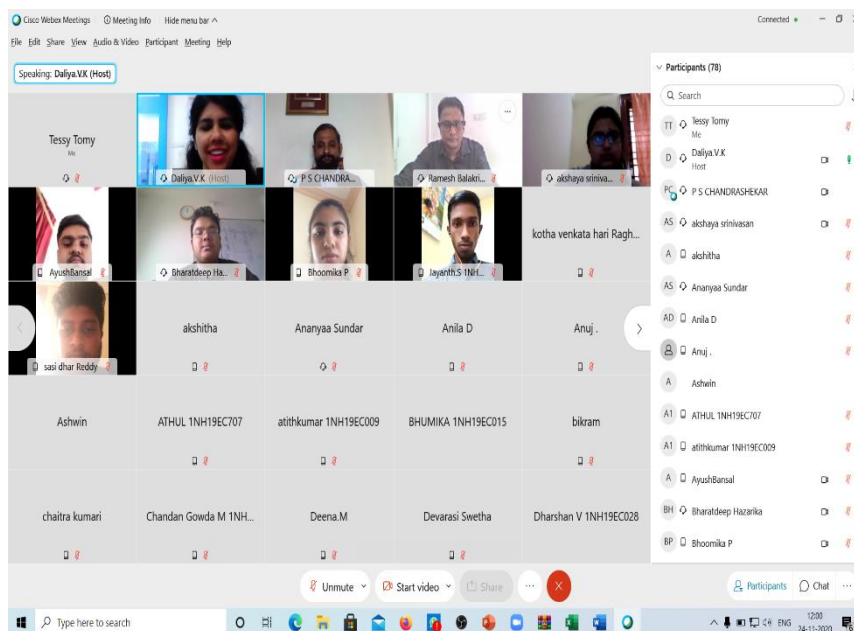 Cisco Webex Meetings Meeting Info Hide menu bar Connected
File Edit Share View Audio & Video Participant Meeting Help
Speaking: Daliya.V.K (Host)
Tessy Tomy
Me
Daliya.V.K (Host)
P S CHANDRA...
Ramesh Balakri...
akshaya sriniva...
AyushBansal
Bharatdeep Ha...
Bhoomika P
Jayanth.S 1NH...
kotha venkata hari Ragh...
sasi dhar Reddy
akshitha
Ananyaa Sundar
Anila D
Anuj .
Ashwin
ATHUL 1NH19EC707
atithkumar 1NH19EC009
BHUMIKA 1NH19EC015
bikram
chaitra kumari
Chandan Gowda M 1NH...
Deena.M
Devarasi Swetha
Dharshan V 1NH19EC028
Participants (78)
Search
TT Tessy Tomy
Me
D Daliya.V.K
Host
PC P S CHANDRASHEKAR
AS akshaya srinivasan
A akshitha
AS Ananyaa Sundar
AD Anila D
Anuj .
A Ashwin
A1 ATHUL 1NH19EC707
A1 atithkumar 1NH19EC009
A AyushBansal
BH Bharatdeep Hazarika
BP Bhoomika P
Unmute Start video Share Participants Chat
Type here to search ENG 12:00
24-11-2020